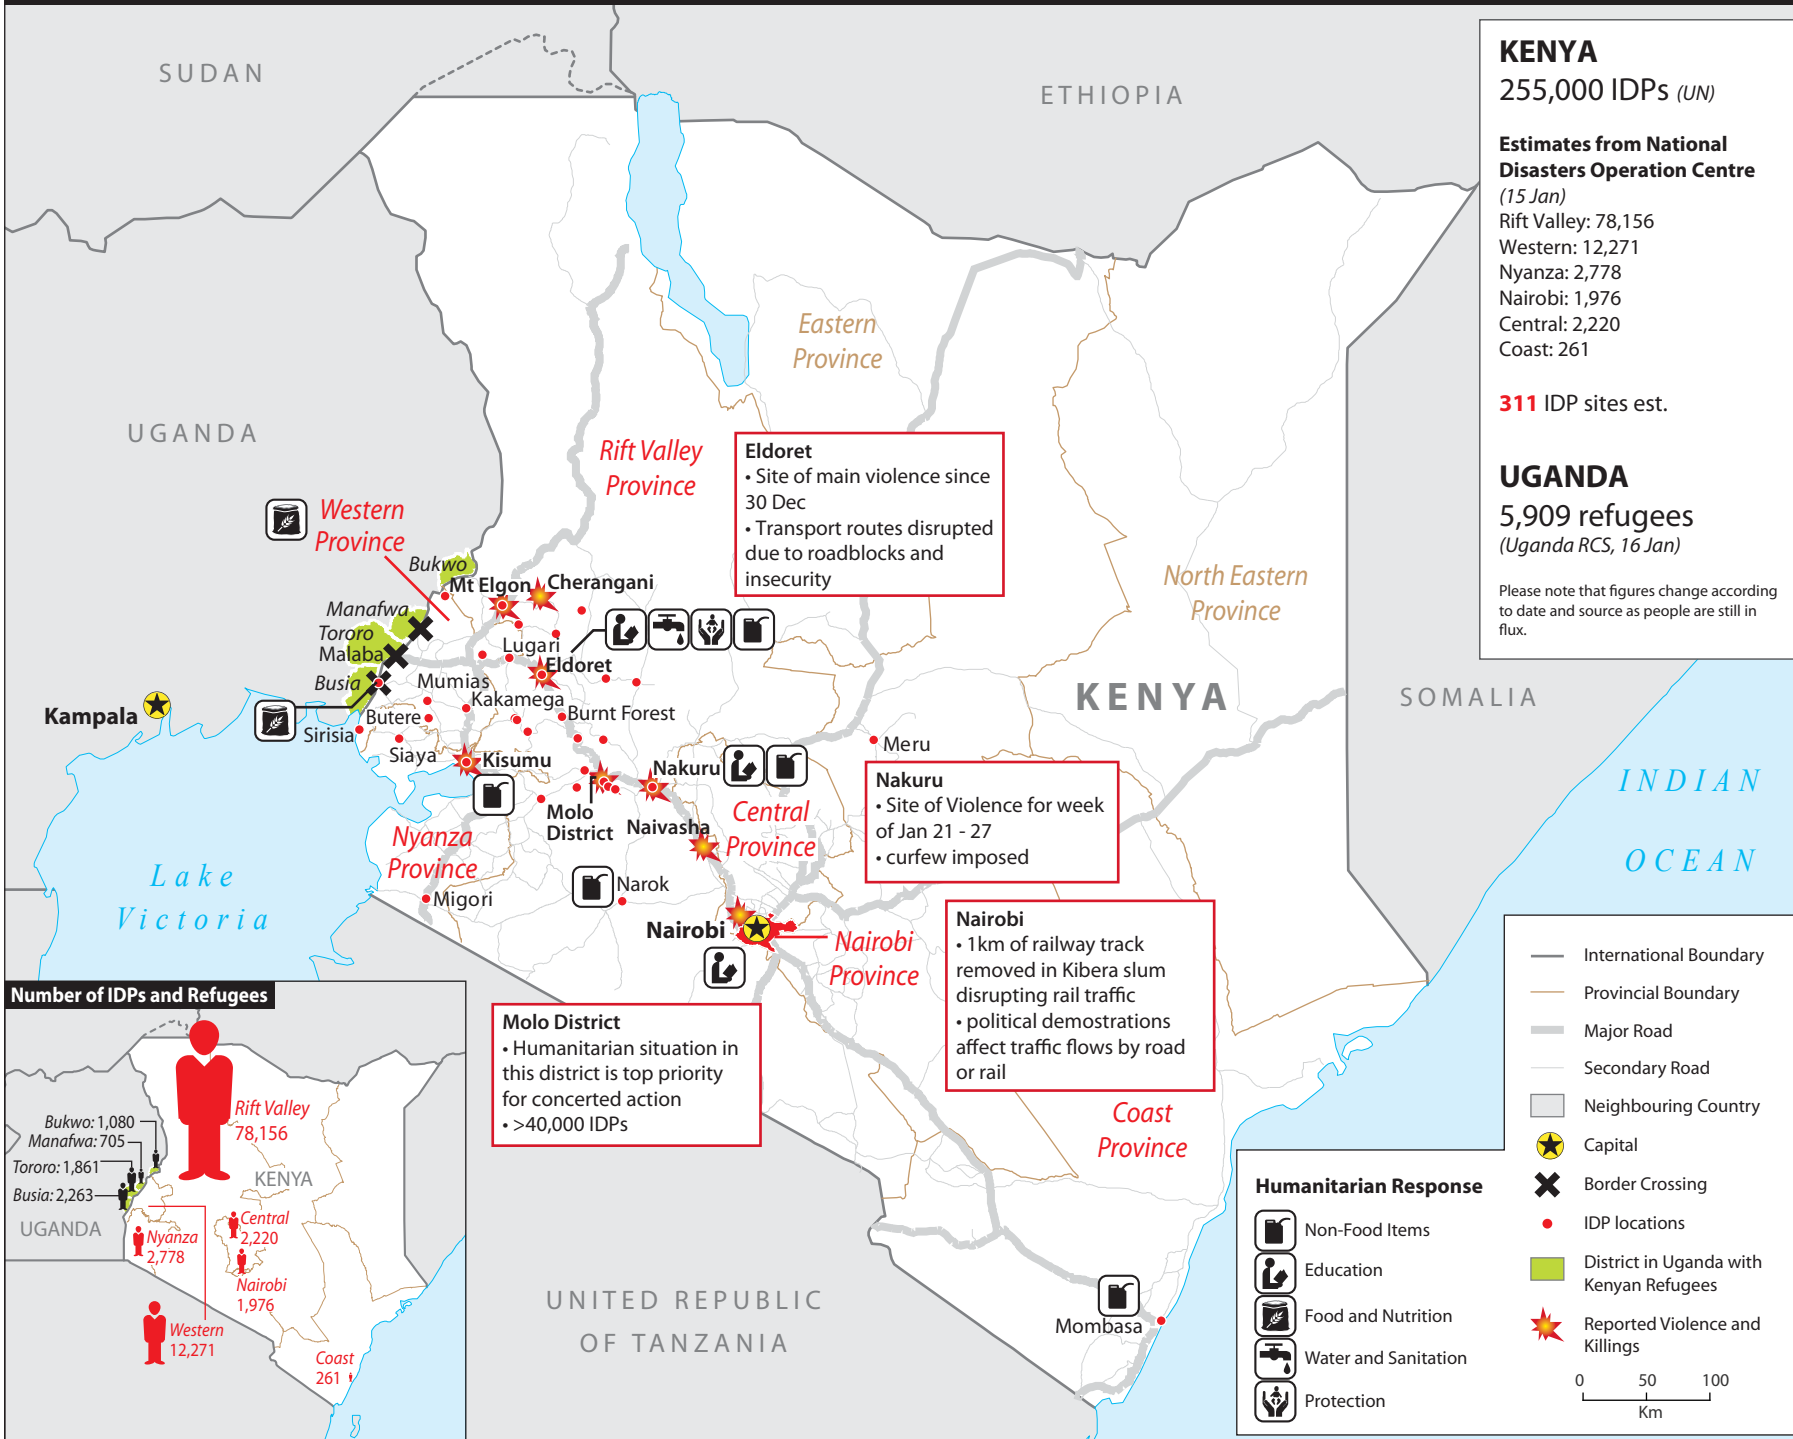 SUDAN
ETHIOPIA
UGANDA
SOMALIA
KENYA
UNITED REPUBLIC
OF TANZANIA
INDIAN
OCEAN
Lake
Victoria
Eastern
Province
Rift Valley
Province
Western
Province
North Eastern
Province
Central
Province
Nyanza
Province
Nairobi
Province
Coast
Province
Bukwo
Manafwa
Tororo
Malaba
Busia
Kampala
Mt Elgon
Cherangani
Lugari
Eldoret
Mumias
Kakamega
Butere
Burnt Forest
Sirisia
Siaya
Kisumu
Nakuru
Meru
Molo
District
Naivasha
Narok
Migori
Nairobi
Mombasa
Eldoret
• Site of main violence since
30 Dec
• Transport routes disrupted
due to roadblocks and
insecurity
Nakuru
• Site of Violence for week
of Jan 21 - 27
• curfew imposed
Nairobi
• 1km of railway track
removed in Kibera slum
disrupting rail traffic
• political demostrations
affect traffic flows by road
or rail
Molo District
• Humanitarian situation in
this district is top priority
for concerted action
• >40,000 IDPs
KENYA
255,000 IDPs (UN)
Estimates from National
Disasters Operation Centre
(15 Jan)
Rift Valley: 78,156
Western: 12,271
Nyanza: 2,778
Nairobi: 1,976
Central: 2,220
Coast: 261
311 IDP sites est.
UGANDA
5,909 refugees
(Uganda RCS, 16 Jan)
Please note that figures change according
to date and source as people are still in
flux.
Number of IDPs and Refugees
Rift Valley
78,156
Bukwo: 1,080
Manafwa: 705
Tororo: 1,861
Busia: 2,263
KENYA
UGANDA
Nyanza
2,778
Central
2,220
Nairobi
1,976
Western
12,271
Coast
261
Humanitarian Response
Non-Food Items
Education
Food and Nutrition
Water and Sanitation
Protection
International Boundary
Provincial Boundary
Major Road
Secondary Road
Neighbouring Country
Capital
Border Crossing
IDP locations
District in Uganda with
Kenyan Refugees
Reported Violence and
Killings
0 50 100
Km